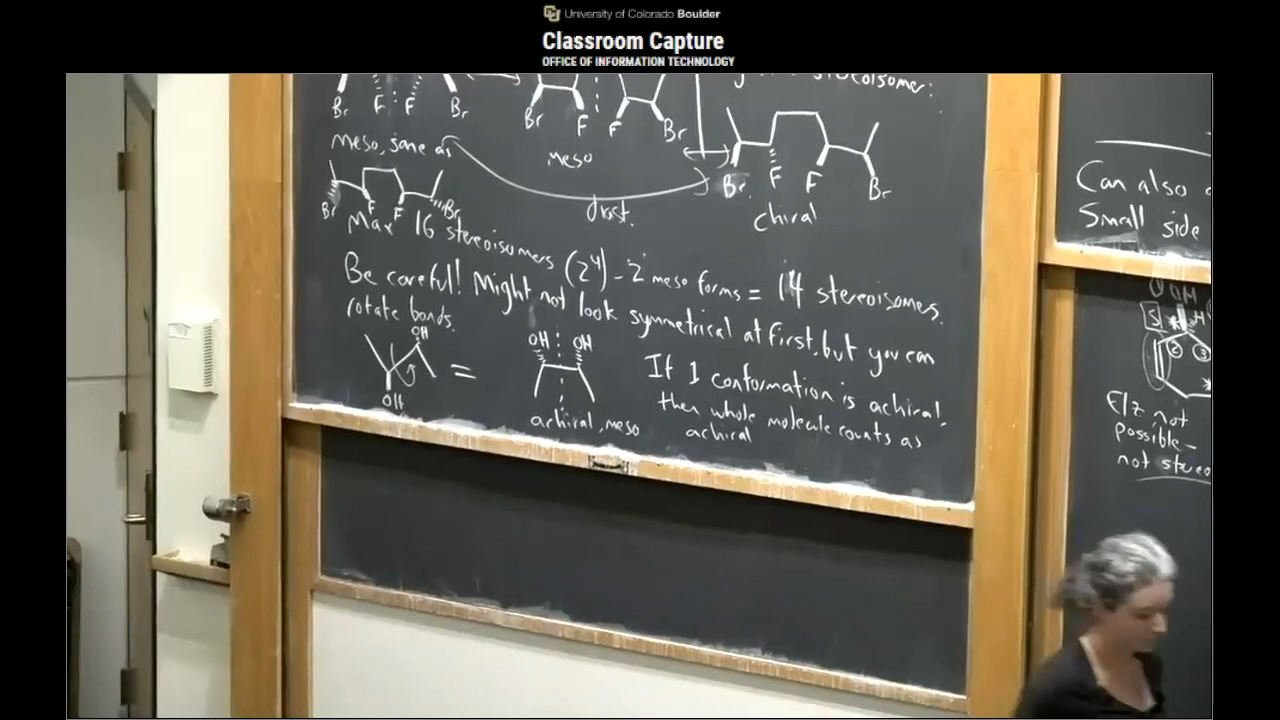 University of Colorado Boulder
Classroom Capture
OFFICE OF INFORMATION TECHNOLOGY
stereoisomer:
Br F F Br
Br F F Br
meso, same as
meso
Br F F Br
Br F F Br
chiral
Max 16 stereoisomers (2⁴) - 2 meso forms = 14 stereoisomers.
Be careful! Might not look symmetrical at first, but you can
rotate bonds.
OH
OH
=
OH OH
achiral, meso
If 1 conformation is achiral,
then whole molecule counts as
achiral
Can also
Small side
OH
S H
2 3
E/Z not
possible -
not stereo